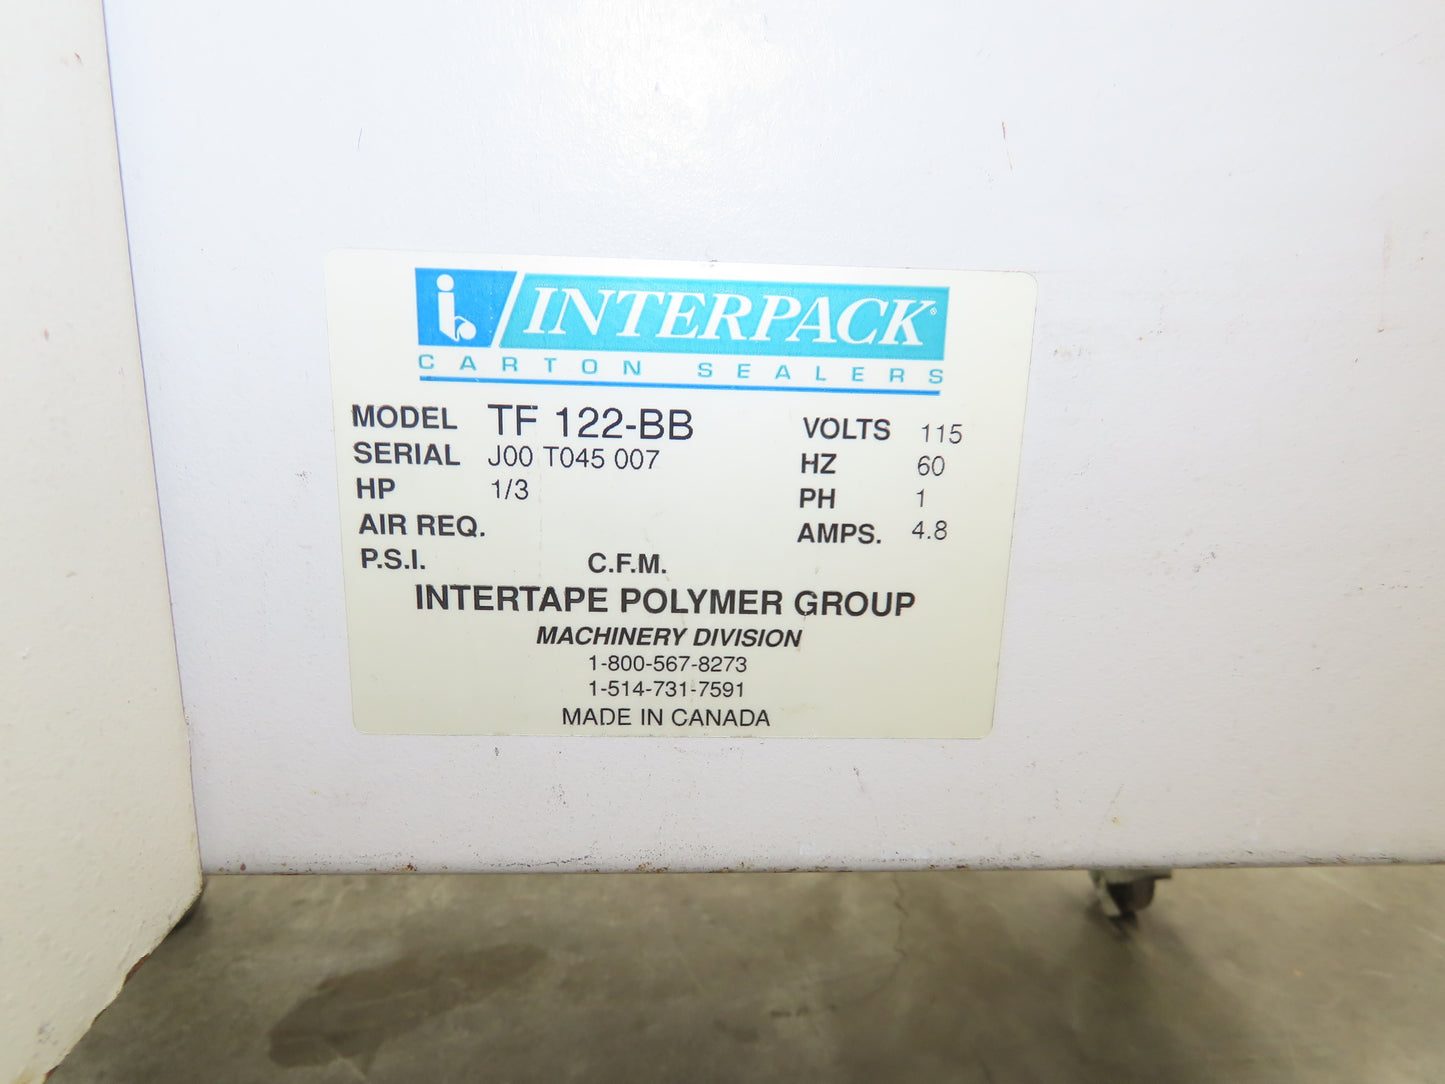 i. INTERPACK®
CARTON SEALERS
MODEL TF 122-BB VOLTS 115
SERIAL J00 T045 007 HZ 60
HP 1/3 PH 1
AIR REQ. AMPS. 4.8
P.S.I. C.F.M.
INTERTAPE POLYMER GROUP
MACHINERY DIVISION
1-800-567-8273
1-514-731-7591
MADE IN CANADA